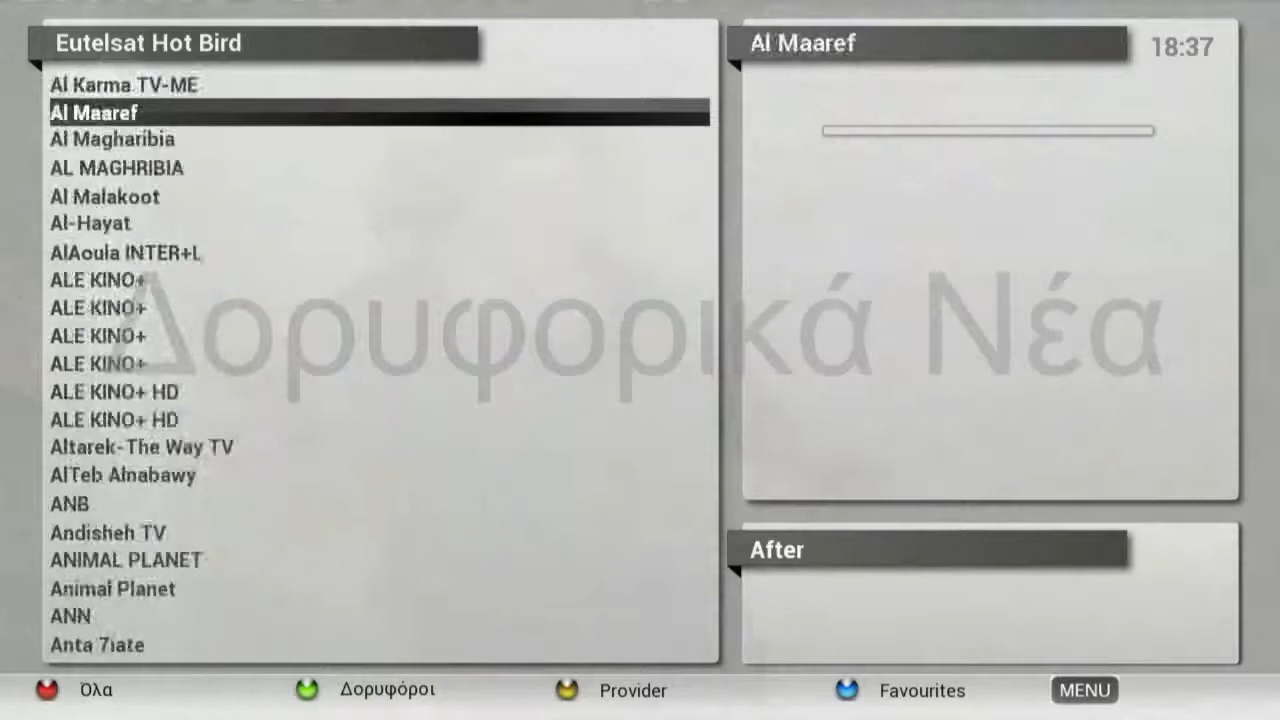 Eutelsat Hot Bird
Al Karma TV-ME
Al Maaref
Al Magharibia
AL MAGHRIBIA
Al Malakoot
Al-Hayat
AlAoula INTER+L
ALE KINO+
ALE KINO+
ALE KINO+
ALE KINO+
ALE KINO+ HD
ALE KINO+ HD
Altarek-The Way TV
AlTeb Alnabawy
ANB
Andisheh TV
ANIMAL PLANET
Animal Planet
ANN
Anta 7iate
Al Maaref
18:37
Δορυφορικά Νέα
After
Όλα
Δορυφόροι
Provider
Favourites
MENU